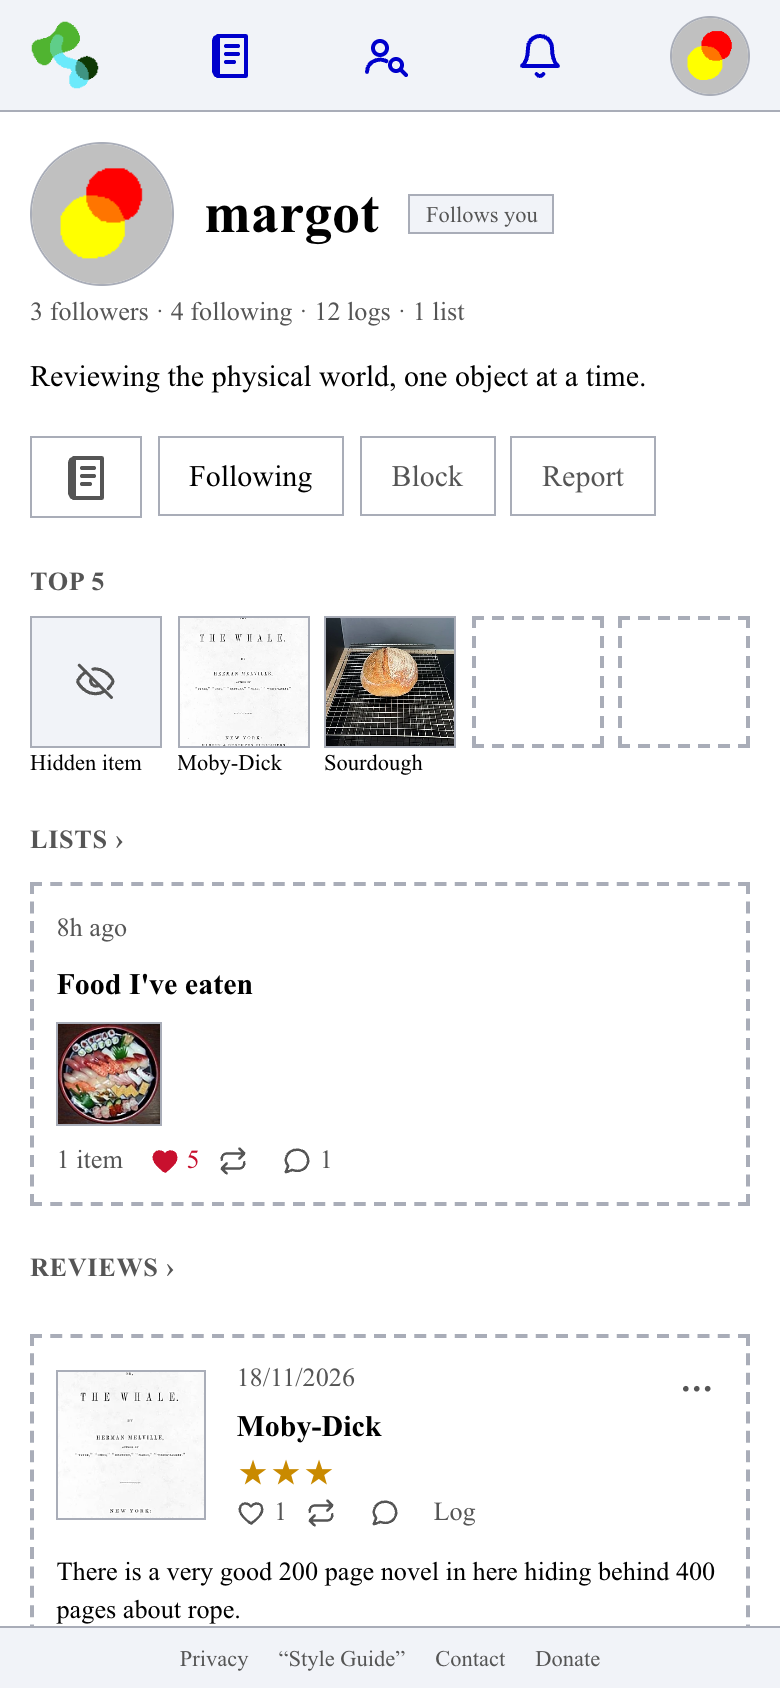 margot
Follows you
3 followers · 4 following · 12 logs · 1 list
Reviewing the physical world, one object at a time.
Following
Block
Report
TOP 5
THE WHALE.
BY
HERMAN MELVILLE,
NEW YORK:
Hidden item
Moby-Dick
Sourdough
LISTS ›
8h ago
Food I've eaten
1 item
5
1
REVIEWS ›
THE WHALE.
BY
HERMAN MELVILLE,
NEW YORK:
18/11/2026
Moby-Dick
★★★
1
Log
There is a very good 200 page novel in here hiding behind 400
pages about rope.
Privacy
“Style Guide”
Contact
Donate